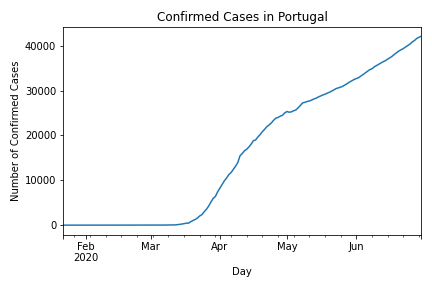 Confirmed Cases in Portugal
Number of Confirmed Cases
40000
30000
20000
10000
0
Feb
2020
Mar
Apr
May
Jun
Day